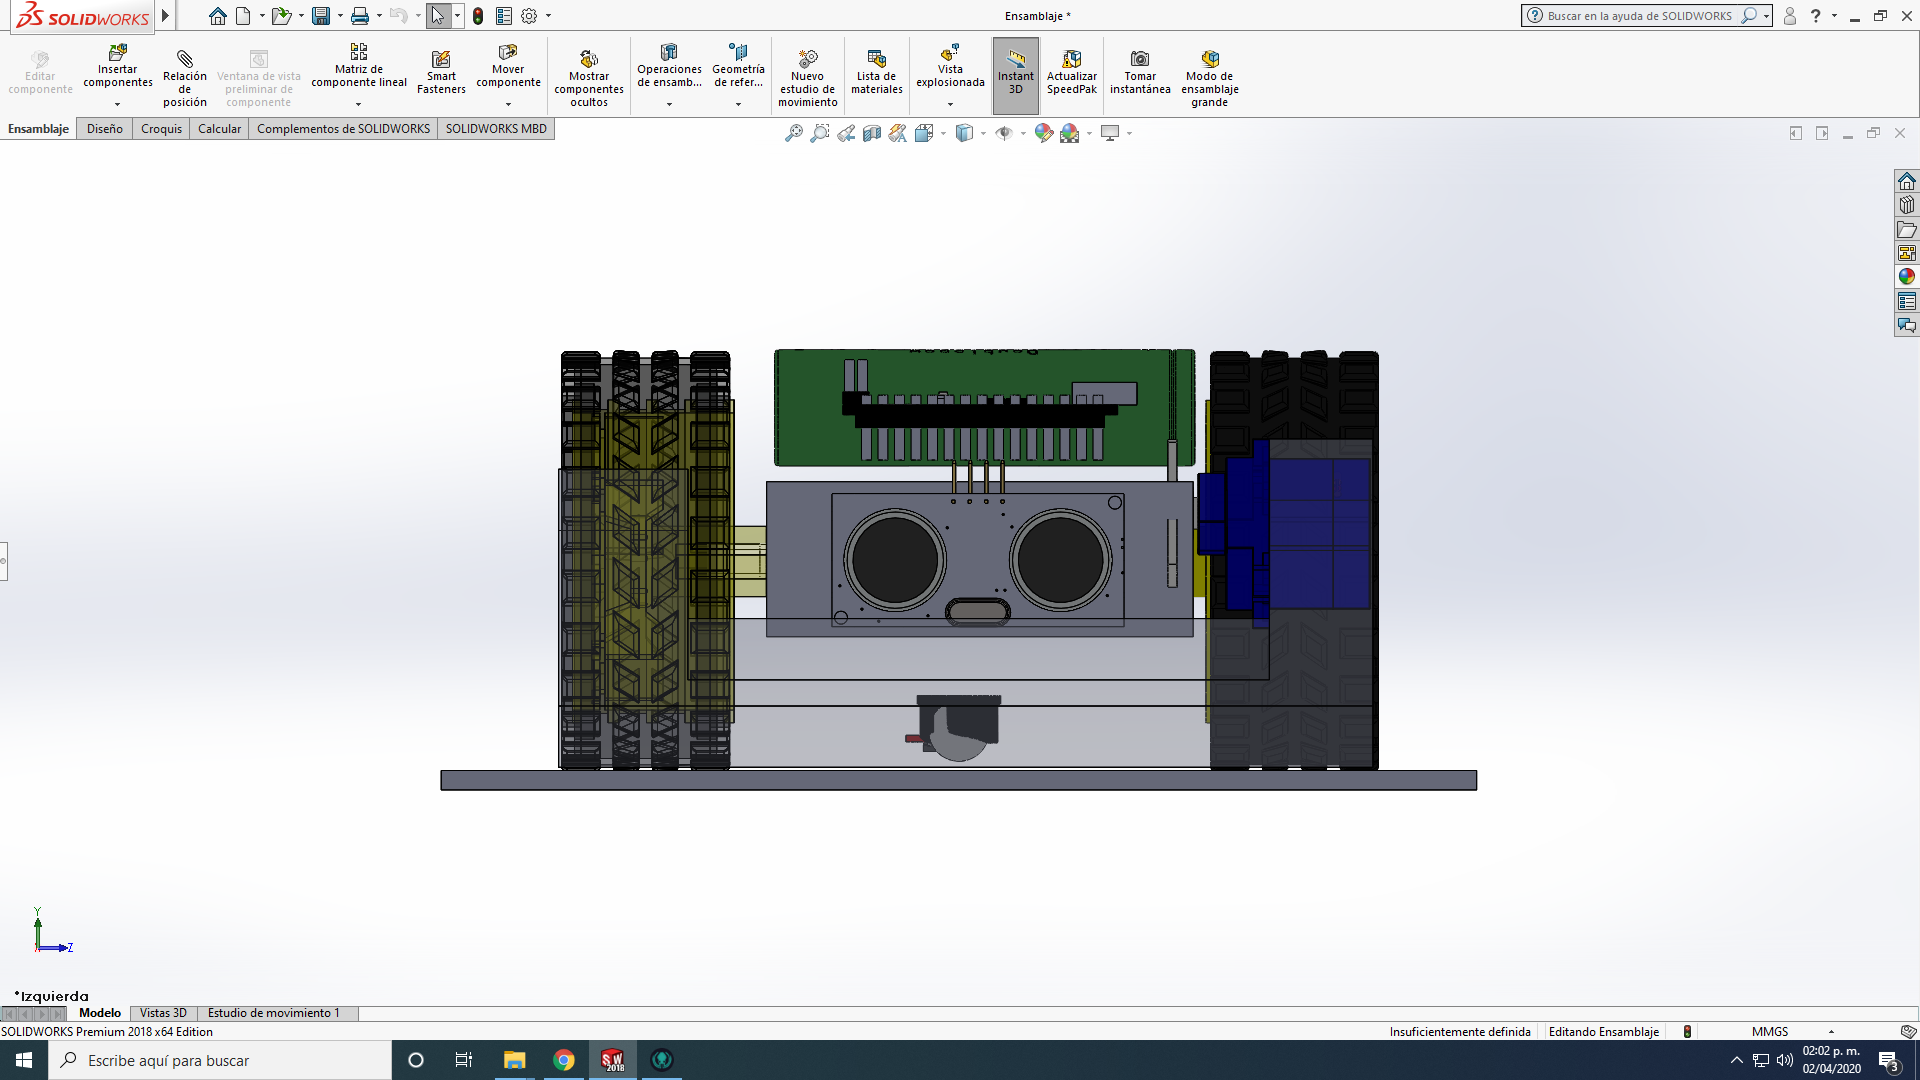 SOLIDWORKS
Ensamblaje *
Buscar en la ayuda de SOLIDWORKS
Editar componente
Insertar componentes
Relación de posición
Ventana de vista preliminar de componente
Matriz de componente lineal
Smart Fasteners
Mover componente
Mostrar componentes ocultos
Operaciones de ensamb...
Geometría de refer...
Nuevo estudio de movimiento
Lista de materiales
Vista explosionada
Instant 3D
Actualizar SpeedPak
Tomar instantánea
Modo de ensamblaje grande
Ensamblaje
Diseño
Croquis
Calcular
Complementos de SOLIDWORKS
SOLIDWORKS MBD
Y
Z
*Izquierda
Modelo
Vistas 3D
Estudio de movimiento 1
SOLIDWORKS Premium 2018 x64 Edition
Insuficientemente definida
Editando Ensamblaje
MMGS
Escribe aquí para buscar
SW 2018
02:02 p. m.
02/04/2020
3